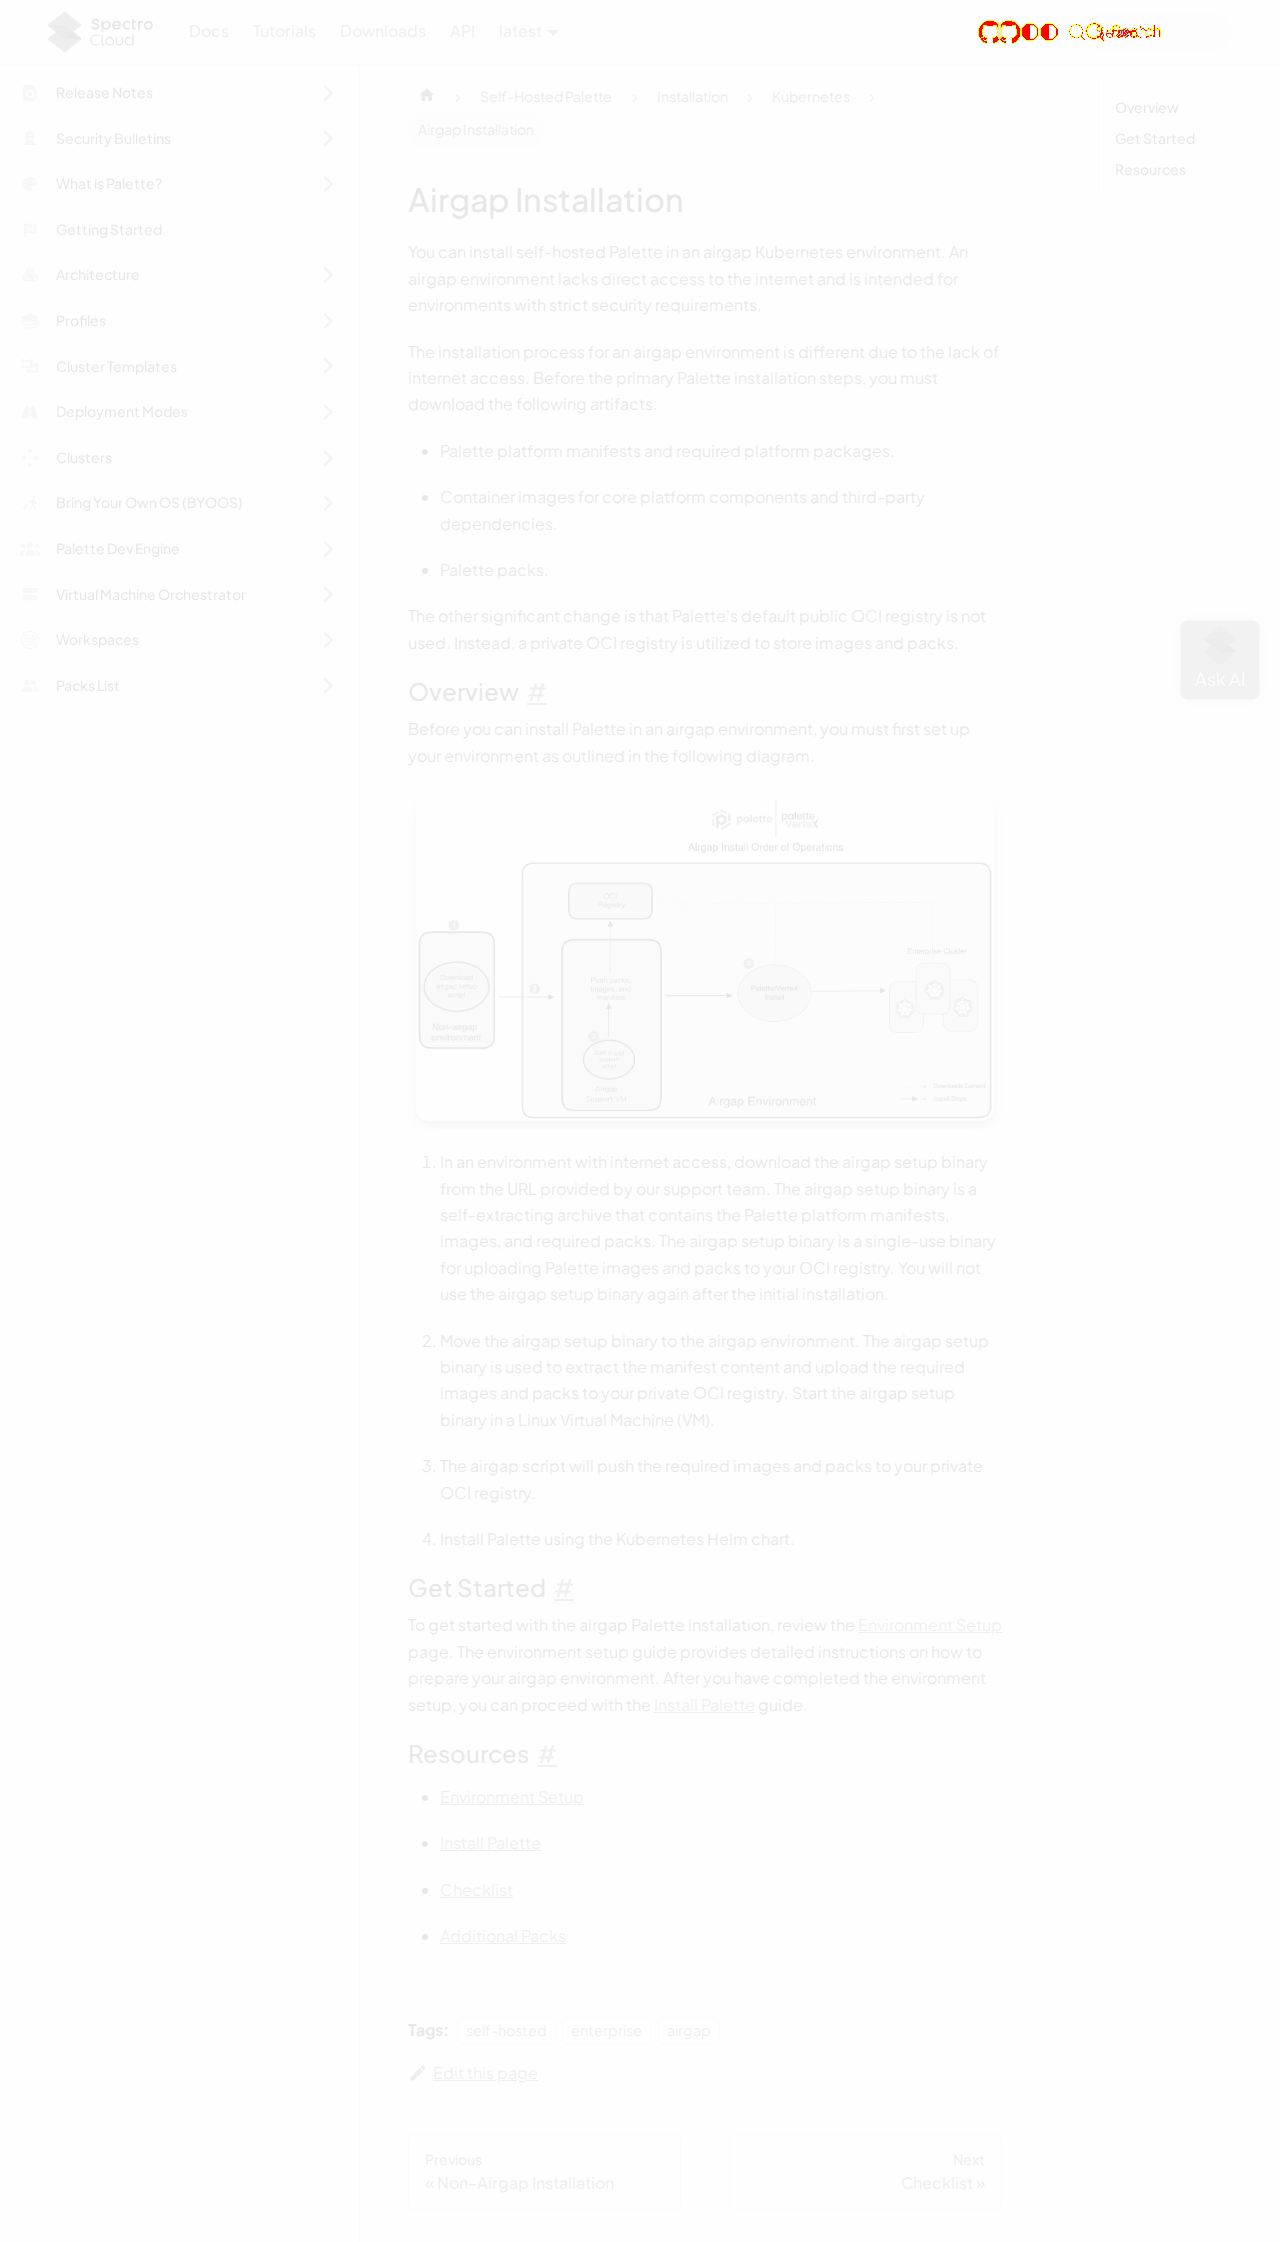 Spectro
Cloud
Docs
Tutorials
Downloads
API
latest
Release Notes
Security Bulletins
What is Palette?
Getting Started
Architecture
Profiles
Cluster Templates
Deployment Modes
Clusters
Bring Your Own OS (BYOOS)
Palette Dev Engine
Virtual Machine Orchestrator
Workspaces
Packs List
Self-Hosted Palette
Installation
Kubernetes
Airgap Installation
Airgap Installation
You can install self-hosted Palette in an airgap Kubernetes environment. An
airgap environment lacks direct access to the internet and is intended for
environments with strict security requirements.
The installation process for an airgap environment is different due to the lack of
internet access. Before the primary Palette installation steps, you must
download the following artifacts:
Palette platform manifests and required platform packages.
Container images for core platform components and third-party
dependencies.
Palette packs.
The other significant change is that Palette's default public OCI registry is not
used. Instead, a private OCI registry is utilized to store images and packs.
Overview #
Before you can install Palette in an airgap environment, you must first set up
your environment as outlined in the following diagram.
palette
palette
VerteX
Airgap Install Order of Operations
OCI
Registry
1
Download
airgap setup
Non-airgap
environment
2
Push packs,
images, and
manifests
3
Airgap
Support VM
Install
Enterprise Cluster
Airgap Environment
1. In an environment with internet access, download the airgap setup binary
from the URL provided by our support team. The airgap setup binary is a
self-extracting archive that contains the Palette platform manifests,
images, and required packs. The airgap setup binary is a single-use binary
for uploading Palette images and packs to your OCI registry. You will not
use the airgap setup binary again after the initial installation.
2. Move the airgap setup binary to the airgap environment. The airgap setup
binary is used to extract the manifest content and upload the required
images and packs to your private OCI registry. Start the airgap setup
binary in a Linux Virtual Machine (VM).
3. The airgap script will push the required images and packs to your private
OCI registry.
4. Install Palette using the Kubernetes Helm chart.
Get Started #
To get started with the airgap Palette installation, review the Environment Setup
page. The environment setup guide provides detailed instructions on how to
prepare your airgap environment. After you have completed the environment
setup, you can proceed with the Install Palette guide.
Resources #
Environment Setup
Install Palette
Checklist
Additional Packs
Tags:
self-hosted
enterprise
airgap
Edit this page
Previous
« Non-Airgap Installation
Next
Checklist »
Overview
Get Started
Resources
Ask AI